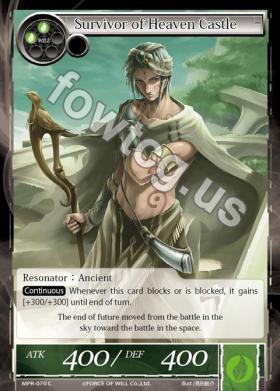 Survivor of Heaven Castle
WILL
fowtcg.us
Resonator : Ancient
Continuous Whenever this card blocks or is blocked, it gains
[+300/+300] until end of turn.
The end of future moved from the battle in the
sky toward the battle in the space.
ATK 400 / DEF 400
MPR-070 C ©FORCE OF WILL Co.,Ltd.